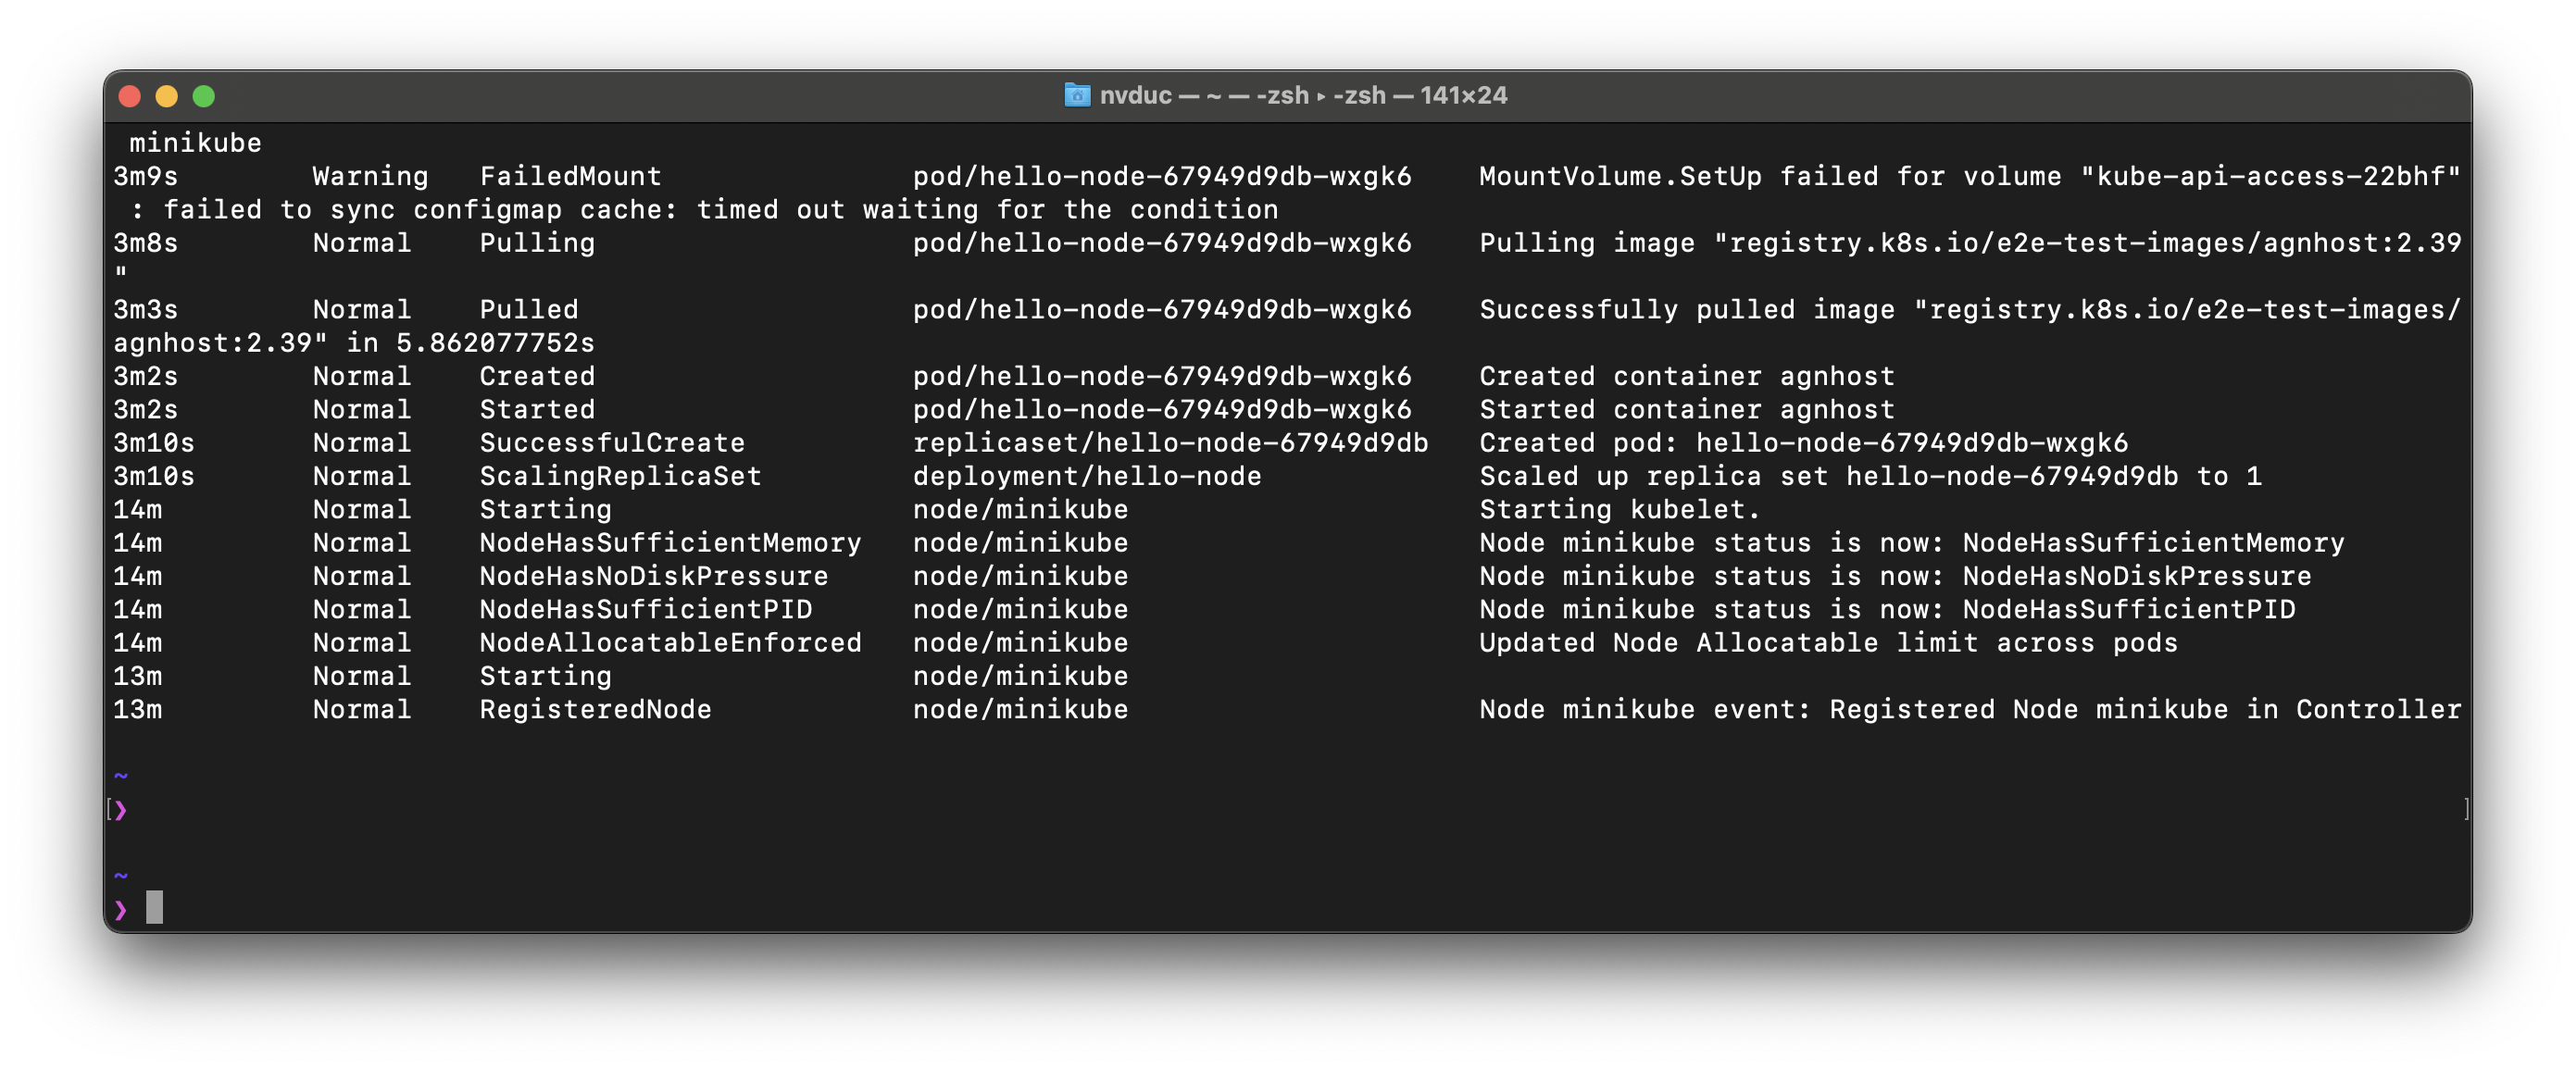 nvduc — ~ — -zsh ▸ -zsh — 141×24
minikube
3m9s        Warning   FailedMount               pod/hello-node-67949d9db-wxgk6    MountVolume.SetUp failed for volume "kube-api-access-22bhf"
 : failed to sync configmap cache: timed out waiting for the condition
3m8s        Normal    Pulling                   pod/hello-node-67949d9db-wxgk6    Pulling image "registry.k8s.io/e2e-test-images/agnhost:2.39
"
3m3s        Normal    Pulled                    pod/hello-node-67949d9db-wxgk6    Successfully pulled image "registry.k8s.io/e2e-test-images/
agnhost:2.39" in 5.862077752s
3m2s        Normal    Created                   pod/hello-node-67949d9db-wxgk6    Created container agnhost
3m2s        Normal    Started                   pod/hello-node-67949d9db-wxgk6    Started container agnhost
3m10s       Normal    SuccessfulCreate          replicaset/hello-node-67949d9db   Created pod: hello-node-67949d9db-wxgk6
3m10s       Normal    ScalingReplicaSet         deployment/hello-node             Scaled up replica set hello-node-67949d9db to 1
14m         Normal    Starting                  node/minikube                     Starting kubelet.
14m         Normal    NodeHasSufficientMemory   node/minikube                     Node minikube status is now: NodeHasSufficientMemory
14m         Normal    NodeHasNoDiskPressure     node/minikube                     Node minikube status is now: NodeHasNoDiskPressure
14m         Normal    NodeHasSufficientPID      node/minikube                     Node minikube status is now: NodeHasSufficientPID
14m         Normal    NodeAllocatableEnforced   node/minikube                     Updated Node Allocatable limit across pods
13m         Normal    Starting                  node/minikube
13m         Normal    RegisteredNode            node/minikube                     Node minikube event: Registered Node minikube in Controller
~
[❯ ]
~
❯